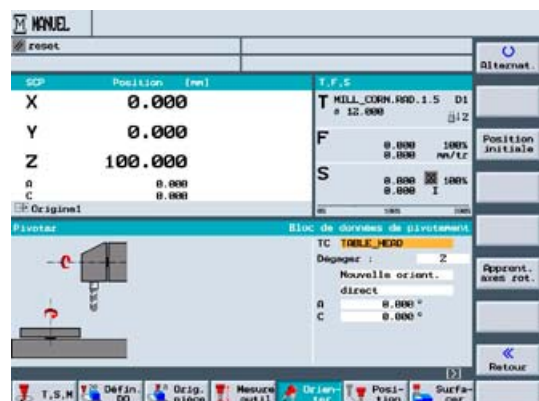 MANUEL
reset
Alternat.
SCP Position [mm]
X 0.000
Y 0.000
Z 100.000
A 0.000
C 0.000
Origine1
T,F,S
T MILL_CORN.RAD.1.5 D1
ø 12.000
Z
F 0.000 100%
0.000 mm/tr
S 0.000 100%
0.000 I
Position
initiale
Pivoter
Bloc de données de pivotement
TC TABLE_HEAD
Dégager : Z
Nouvelle orient.
direct
A 0.000 °
C 0.000 °
Apprent.
axes rot.
«
Retour
T,S,M
Défin.
DO
Orig.
pièce
Mesure
outil
Orien-
ter
Posi-
tion
Surfa-
cer